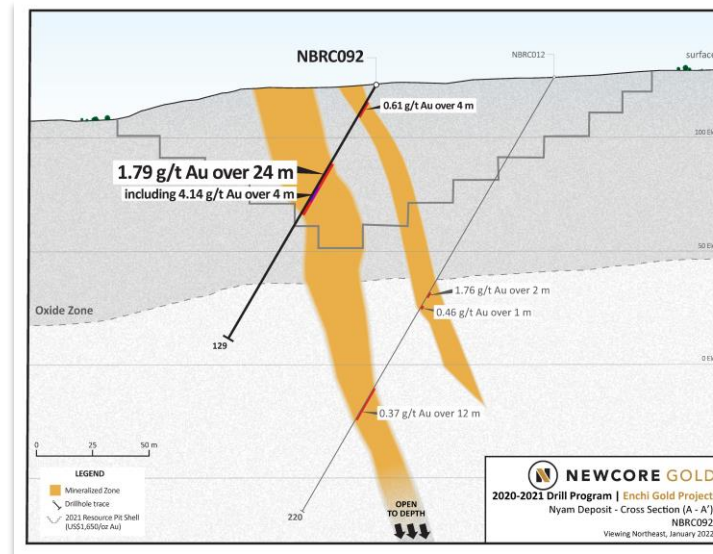 NBRC092
NBRC012
surface
0.61 g/t Au over 4 m
100 EL
1.79 g/t Au over 24 m
including 4.14 g/t Au over 4 m
50 EL
1.76 g/t Au over 2 m
0.46 g/t Au over 1 m
Oxide Zone
129
0 EL
0.37 g/t Au over 12 m
0 25 50 m
LEGEND
Mineralized Zone
Drillhole trace
2021 Resource Pit Shell
(US$1,650/oz Au)
220
OPEN
TO DEPTH
N NEWCORE GOLD
2020-2021 Drill Program | Enchi Gold Project
Nyam Deposit - Cross Section (A - A')
NBRC092
Viewing Northeast, January 2022